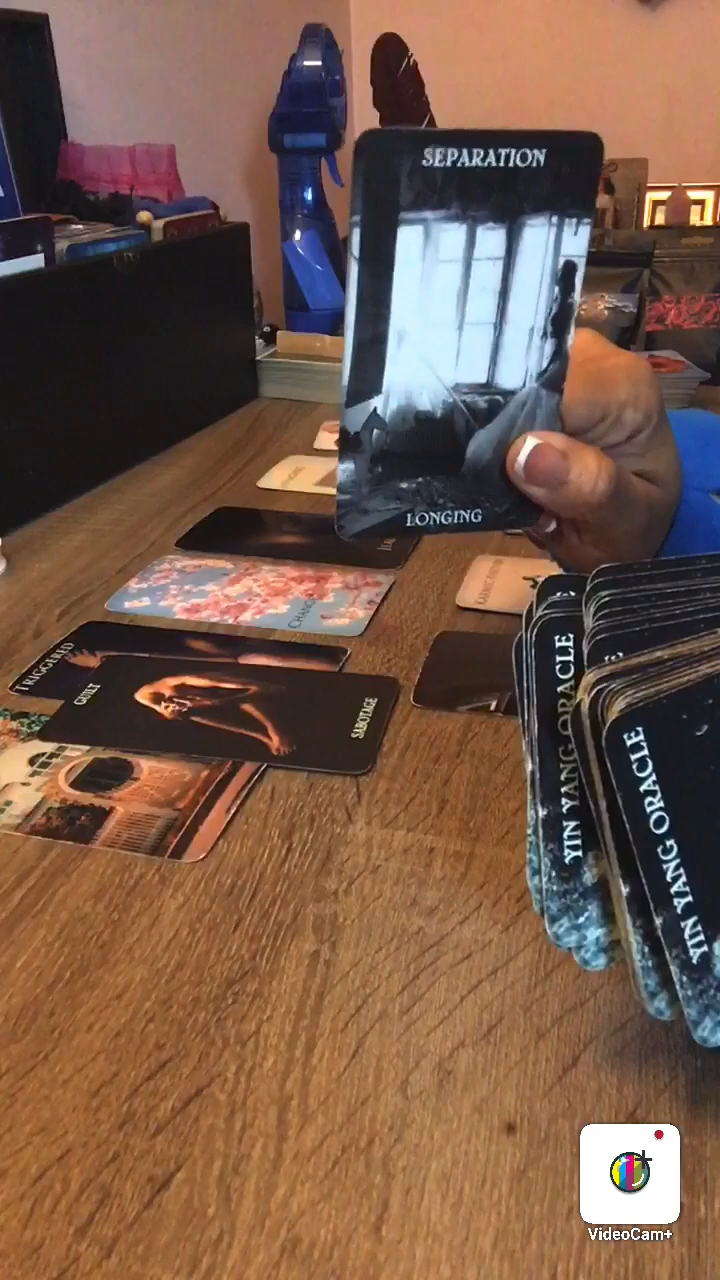 SEPARATION
LONGING
CHANGE
TRIGGERED
GUILT
SABOTAGE
YIN YANG ORACLE
YIN YANG ORACLE
VideoCam+